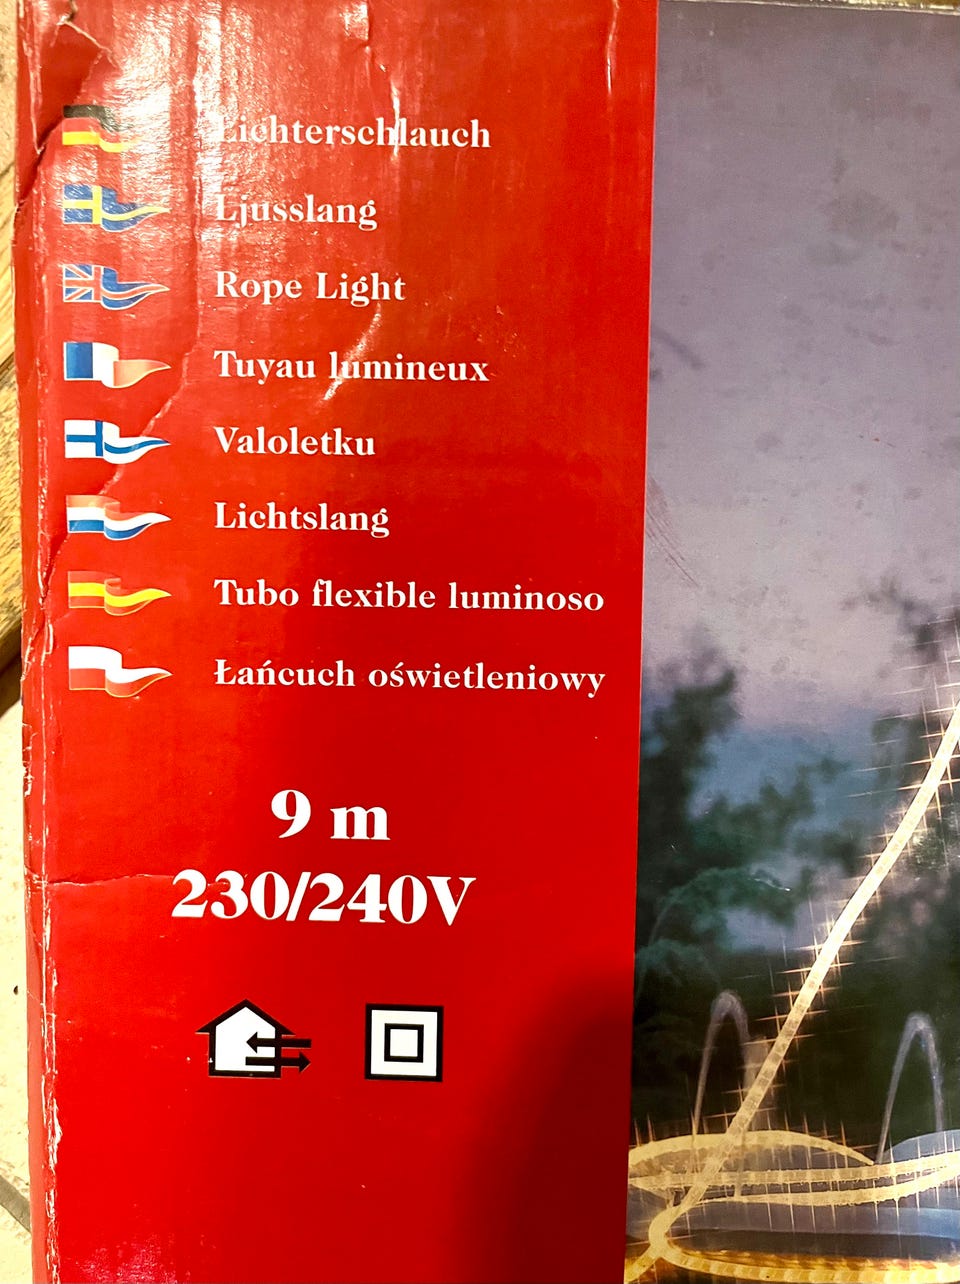 Lichterschlauch
Ljusslang
Rope Light
Tuyau lumineux
Valoletku
Lichtslang
Tubo flexible luminoso
Łańcuch oświetleniowy
9 m
230/240V